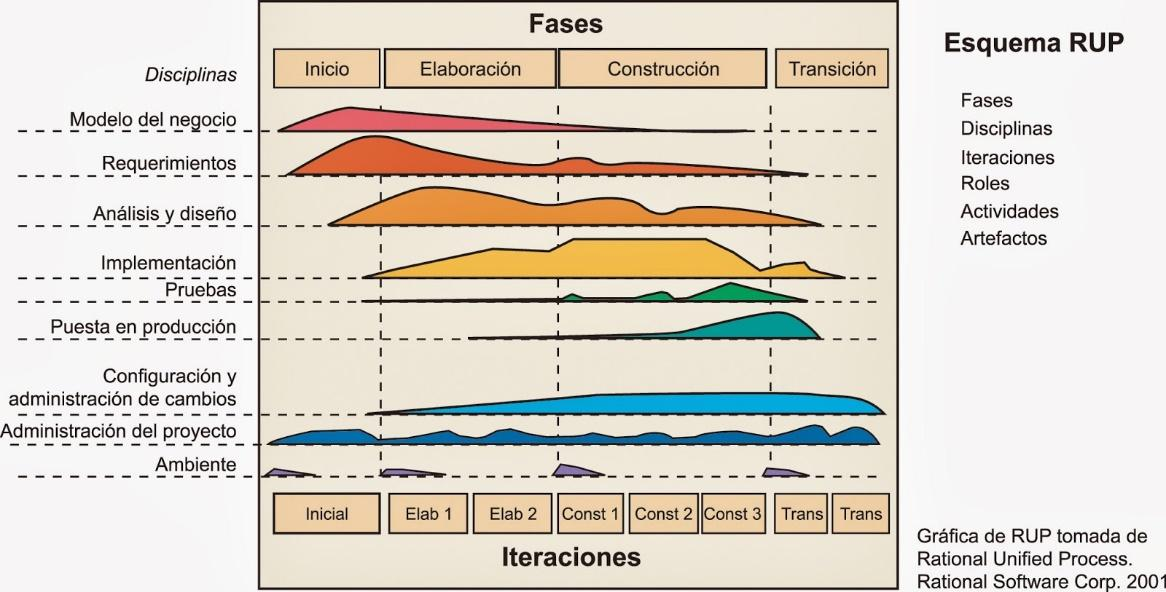 Fases
Esquema RUP
Disciplinas
Inicio
Elaboración
Construcción
Transición
Modelo del negocio
Requerimientos
Análisis y diseño
Implementación
Pruebas
Puesta en producción
Configuración y
administración de cambios
Administración del proyecto
Ambiente
Inicial
Elab 1
Elab 2
Const 1
Const 2
Const 3
Trans
Trans
Iteraciones
Fases
Disciplinas
Iteraciones
Roles
Actividades
Artefactos
Gráfica de RUP tomada de
Rational Unified Process.
Rational Software Corp. 2001